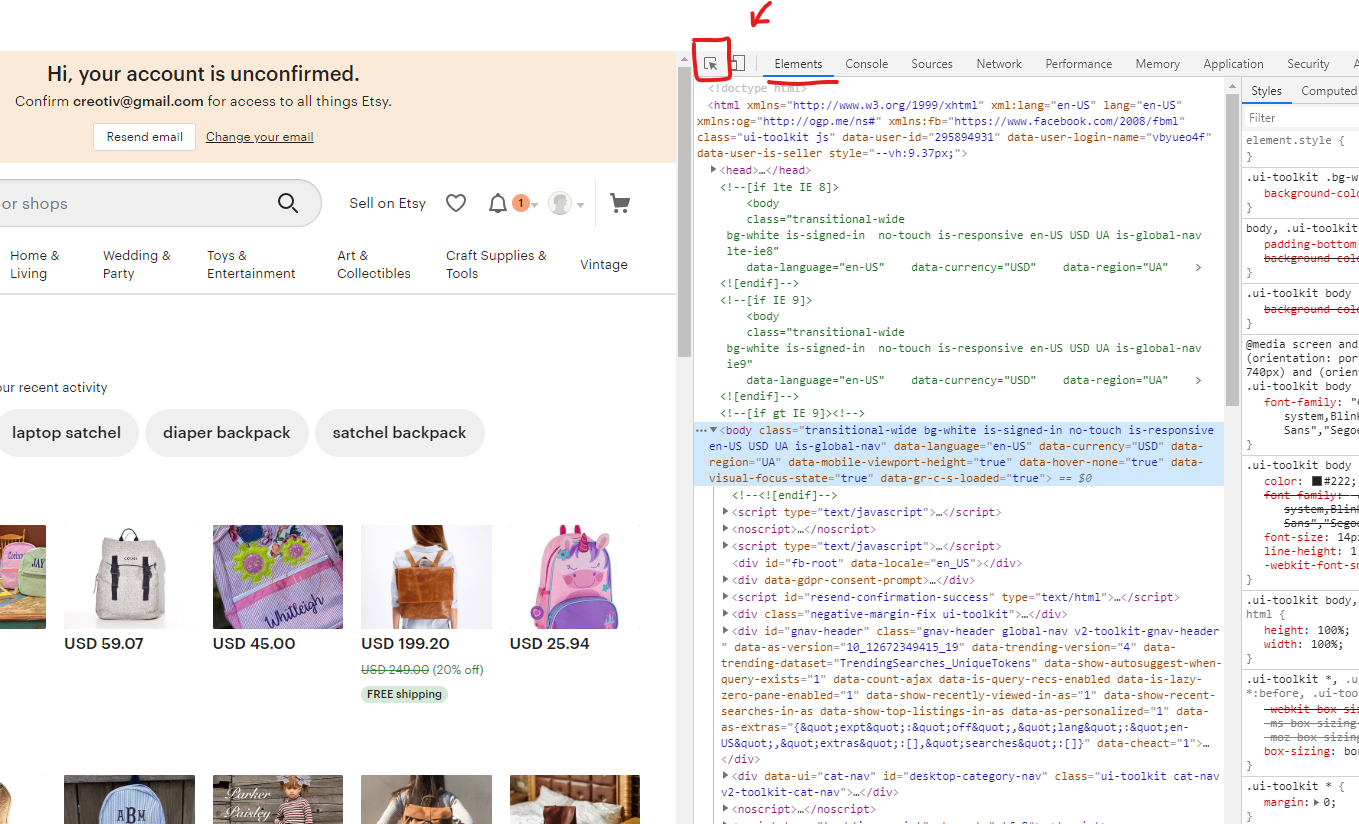 Hi, your account is unconfirmed.
Confirm creotiv@gmail.com for access to all things Etsy.
Resend email
Change your email
or shops
Sell on Etsy
1
Home & Living
Wedding & Party
Toys & Entertainment
Art & Collectibles
Craft Supplies & Tools
Vintage
our recent activity
laptop satchel
diaper backpack
satchel backpack
JAY
USD 59.07
USD 45.00
USD 199.20
USD 25.94
USD 249.00 (20% off)
FREE shipping
Whitleigh
ABM
Parker
Paisley
Elements
Console
Sources
Network
Performance
Memory
Application
Security
<!doctype html>
<html xmlns="http://www.w3.org/1999/xhtml" xml:lang="en-US" lang="en-US"
xmlns:og="http://ogp.me/ns#" xmlns:fb="https://www.facebook.com/2008/fbml"
class="ui-toolkit js" data-user-id="295894931" data-user-login-name="vbyueo4f"
data-user-is-seller style="--vh:9.37px;">
<head>…</head>
<!--[if lte IE 8]>
<body
class="transitional-wide
bg-white is-signed-in  no-touch is-responsive en-US USD UA is-global-nav
lte-ie8"
data-language="en-US"    data-currency="USD"    data-region="UA"    >
<![endif]-->
<!--[if IE 9]>
<body
class="transitional-wide
bg-white is-signed-in  no-touch is-responsive en-US USD UA is-global-nav
ie9"
data-language="en-US"    data-currency="USD"    data-region="UA"    >
<![endif]-->
<!--[if gt IE 9]><!-->
…<body class="transitional-wide bg-white is-signed-in no-touch is-responsive
en-US USD UA is-global-nav" data-language="en-US" data-currency="USD" data-
region="UA" data-mobile-viewport-height="true" data-hover-none="true" data-
visual-focus-state="true" data-gr-c-s-loaded="true"> == $0
<!--<![endif]-->
<script type="text/javascript">…</script>
<noscript>…</noscript>
<script type="text/javascript">…</script>
<div id="fb-root" data-locale="en_US"></div>
<div data-gdpr-consent-prompt>…</div>
<script id="resend-confirmation-success" type="text/html">…</script>
<div class="negative-margin-fix ui-toolkit">…</div>
<div id="gnav-header" class="gnav-header global-nav v2-toolkit-gnav-header
" data-as-version="10_12672349415_19" data-trending-version="4" data-
trending-dataset="TrendingSearches_UniqueTokens" data-show-autosuggest-when-
query-exists="1" data-count-ajax data-is-query-recs-enabled data-is-lazy-
zero-pane-enabled="1" data-show-recently-viewed-in-as="1" data-show-recent-
searches-in-as data-show-top-listings-in-as data-as-personalized="1" data-
as-extras="{&quot;expt&quot;:&quot;off&quot;,&quot;lang&quot;:&quot;en-
US&quot;,&quot;extras&quot;:[],&quot;searches&quot;:[]}" data-cheact="1">…
</div>
<div data-ui="cat-nav" id="desktop-category-nav" class="ui-toolkit cat-nav
v2-toolkit-cat-nav">…</div>
<noscript>…</noscript>
Styles
Computed
Filter
element.style {
}
.ui-toolkit .bg-w
background-colo
}
body, .ui-toolkit
padding-bottom
background-colo
}
.ui-toolkit body
background-colo
}
@media screen and
(orientation: por
740px) and (orien
.ui-toolkit body
font-family: "G
system,Blink
Sans","Segoe
}
.ui-toolkit body
color: #222;
font-family:
system,Blink
Sans","Segoe
font-size: 14px
line-height: 1
-webkit-font-sm
}
.ui-toolkit body,
html {
height: 100%;
width: 100%;
}
.ui-toolkit *, .u
*:before, .ui-too
-webkit-box-siz
-ms-box-sizing
-moz-box-sizing
box-sizing: bor
}
.ui-toolkit * {
margin: 0;
}